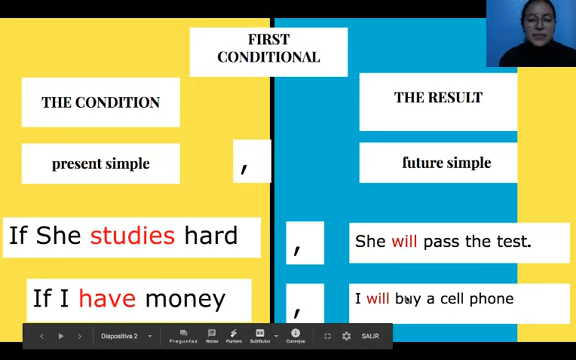 FIRST
CONDITIONAL
THE CONDITION
THE RESULT
present simple
,
future simple
If She studies hard
,
She will pass the test.
If I have money
,
I will buy a cell phone
Diapositiva 2
Preguntas
Notas
Puntero
Subtítulos
Consejos
SALIR